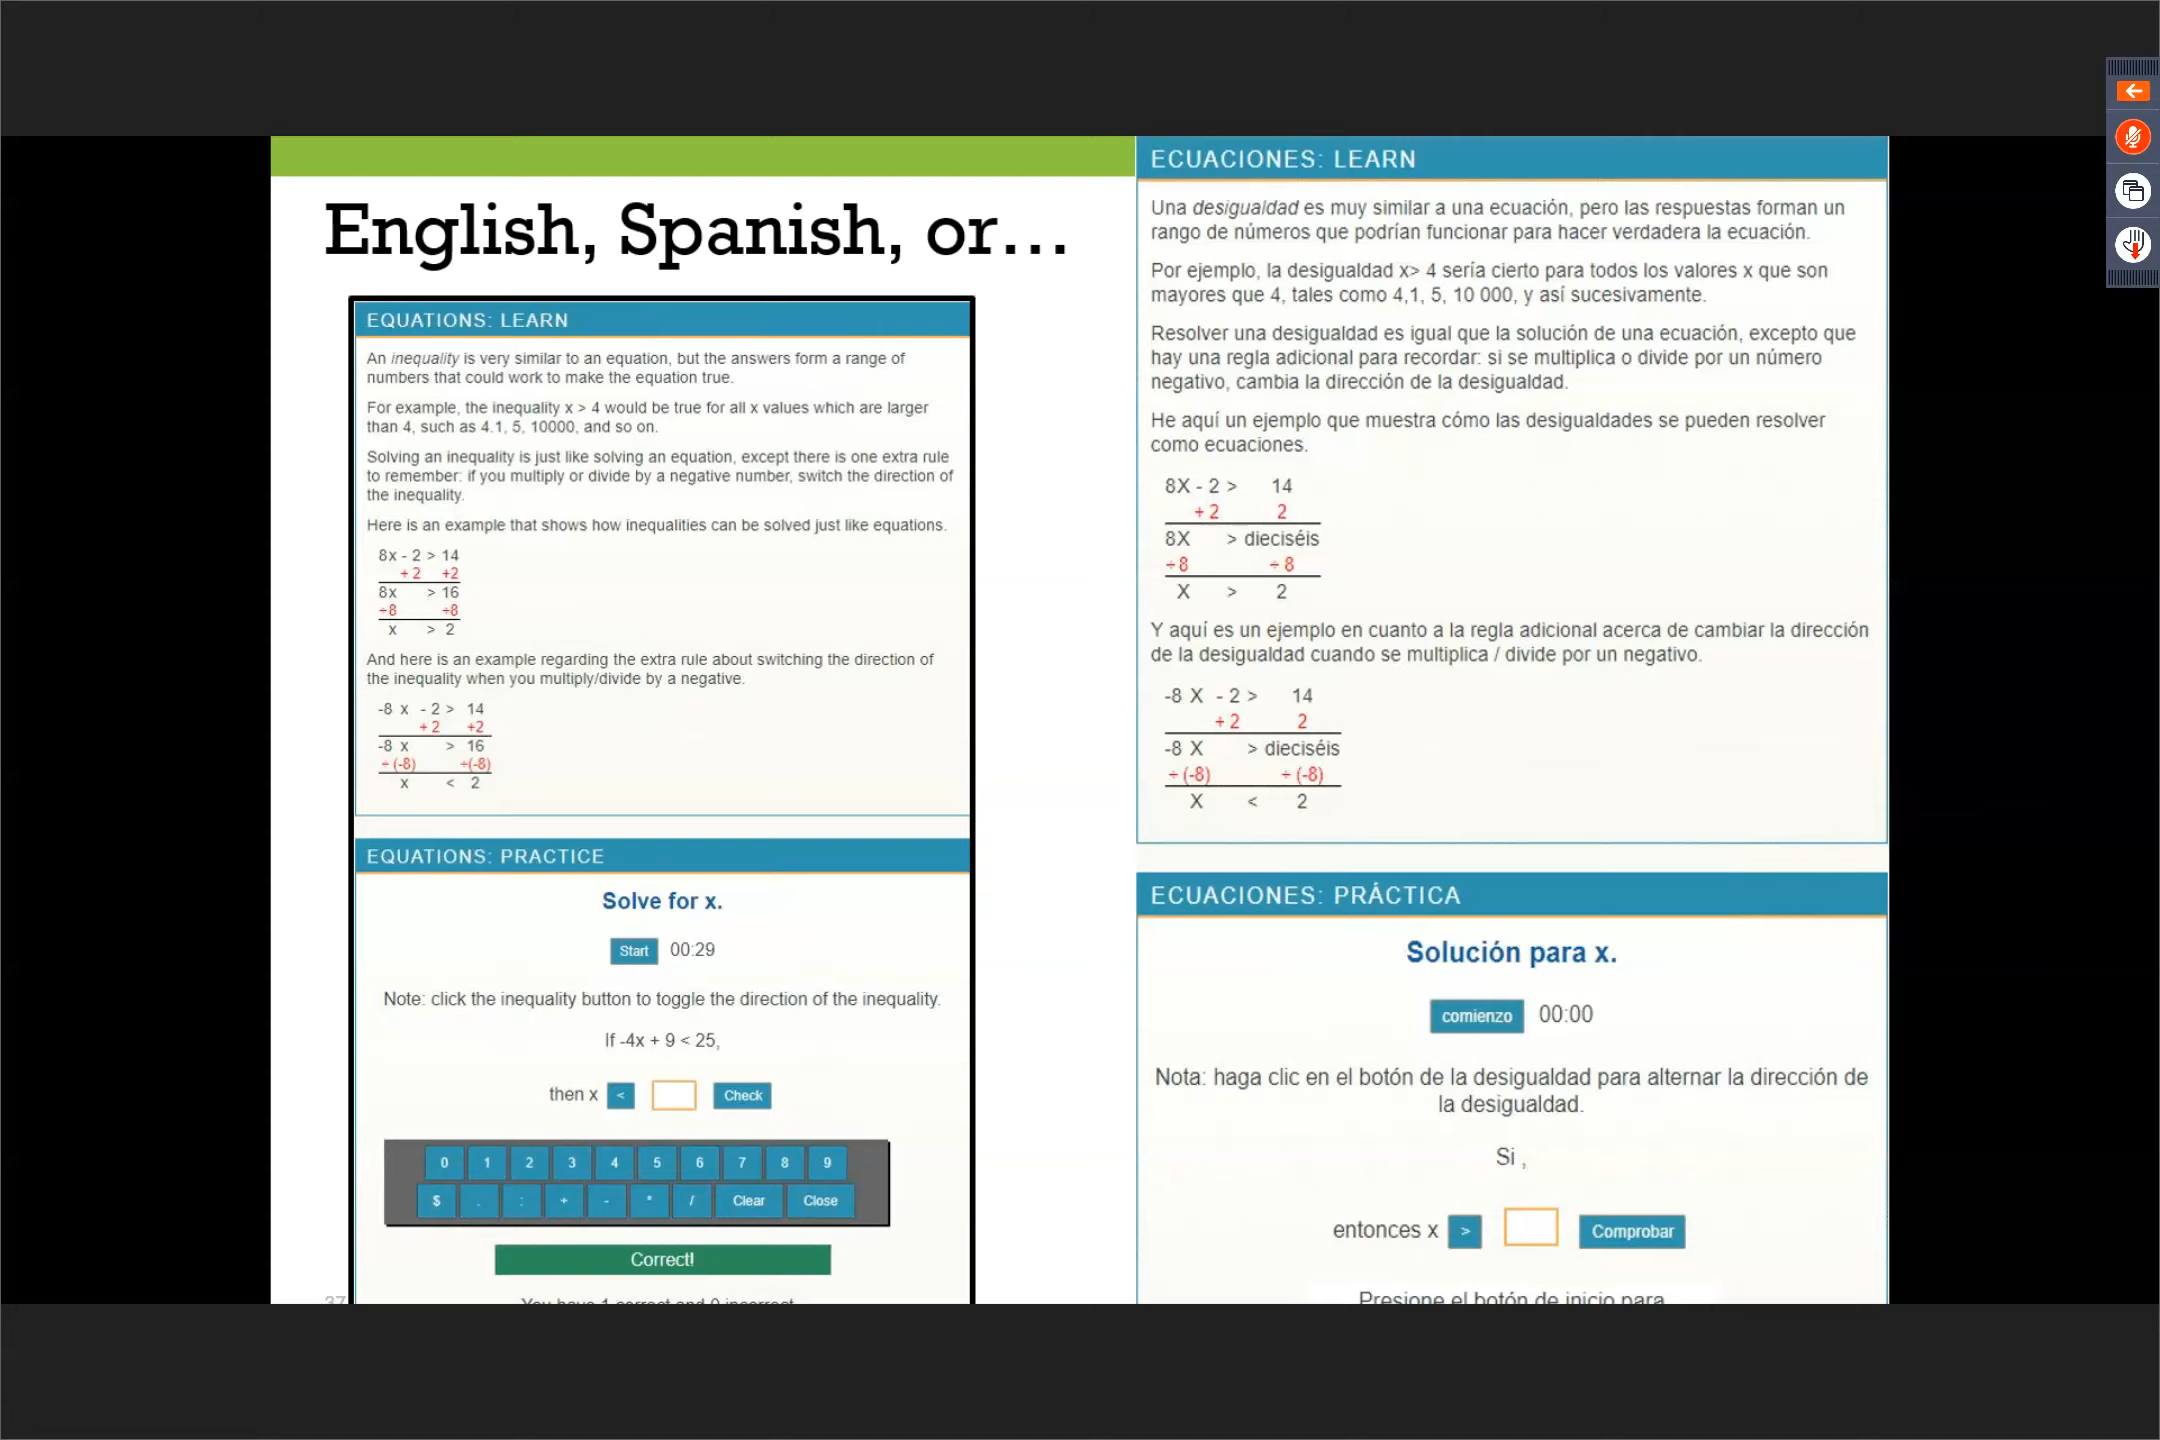 English, Spanish, or...
EQUATIONS: LEARN
An inequality is very similar to an equation, but the answers form a range of
numbers that could work to make the equation true.
For example, the inequality x > 4 would be true for all x values which are larger
than 4, such as 4.1, 5, 10000, and so on.
Solving an inequality is just like solving an equation, except there is one extra rule
to remember: if you multiply or divide by a negative number, switch the direction of
the inequality.
Here is an example that shows how inequalities can be solved just like equations.
8x - 2 > 14
+ 2 +2
8x > 16
÷8 ÷8
x > 2
And here is an example regarding the extra rule about switching the direction of
the inequality when you multiply/divide by a negative.
-8 x - 2 > 14
+ 2 +2
-8 x > 16
÷ (-8) ÷(-8)
x < 2
EQUATIONS: PRACTICE
Solve for x.
Start 00:29
Note: click the inequality button to toggle the direction of the inequality.
If -4x + 9 < 25,
then x < Check
0 1 2 3 4 5 6 7 8 9
$ . : + - * / Clear Close
Correct!
You have 1 correct and 0 incorrect
37
ECUACIONES: LEARN
Una desigualdad es muy similar a una ecuación, pero las respuestas forman un
rango de números que podrían funcionar para hacer verdadera la ecuación.
Por ejemplo, la desigualdad x> 4 sería cierto para todos los valores x que son
mayores que 4, tales como 4,1, 5, 10 000, y así sucesivamente.
Resolver una desigualdad es igual que la solución de una ecuación, excepto que
hay una regla adicional para recordar: si se multiplica o divide por un número
negativo, cambia la dirección de la desigualdad.
He aquí un ejemplo que muestra cómo las desigualdades se pueden resolver
como ecuaciones.
8X - 2 > 14
+ 2 2
8X > dieciséis
÷8 ÷ 8
X > 2
Y aquí es un ejemplo en cuanto a la regla adicional acerca de cambiar la dirección
de la desigualdad cuando se multiplica / divide por un negativo.
-8 X - 2 > 14
+ 2 2
-8 X > dieciséis
÷ (-8) ÷ (-8)
X < 2
ECUACIONES: PRÁCTICA
Solución para x.
comienzo 00:00
Nota: haga clic en el botón de la desigualdad para alternar la dirección de
la desigualdad.
Si ,
entonces x > Comprobar
Presione el botón de inicio para